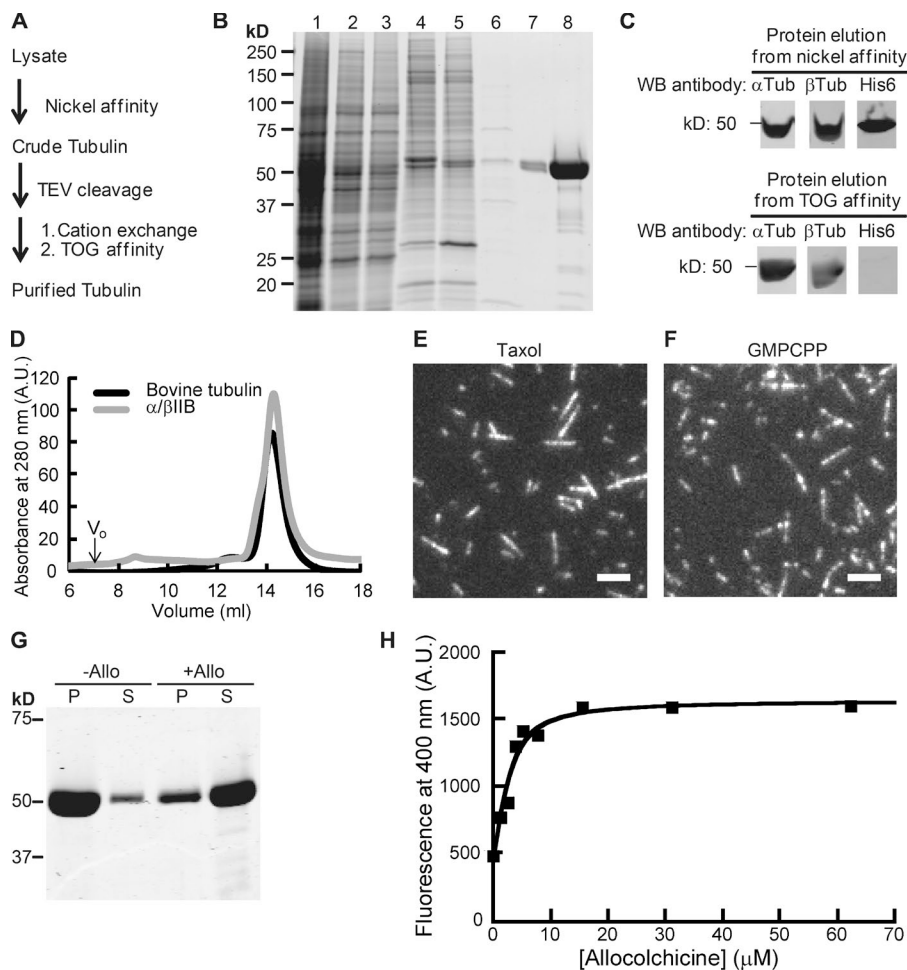 A
Lysate
Nickel affinity
Crude Tubulin
TEV cleavage
1.Cation exchange
2. TOG affinity
Purified Tubulin
B
kD
1 2 3 4 5 6 7 8
250
150
100
75
50
37
25
20
C
Protein elution
from nickel affinity
WB antibody: αTub βTub His6
kD: 50
Protein elution
from TOG affinity
WB antibody: αTub βTub His6
kD: 50
D
Absorbance at 280 nm (A.U.)
120
100
80
60
40
20
0
Bovine tubulin
α/βIIB
Vo
6 8 10 12 14 16 18
Volume (ml)
E
Taxol
F
GMPCPP
G
-Allo +Allo
kD P S P S
75
50
37
H
Fluorescence at 400 nm (A.U.)
2000
1500
1000
500
0
0 10 20 30 40 50 60 70
[Allocolchicine] (μM)